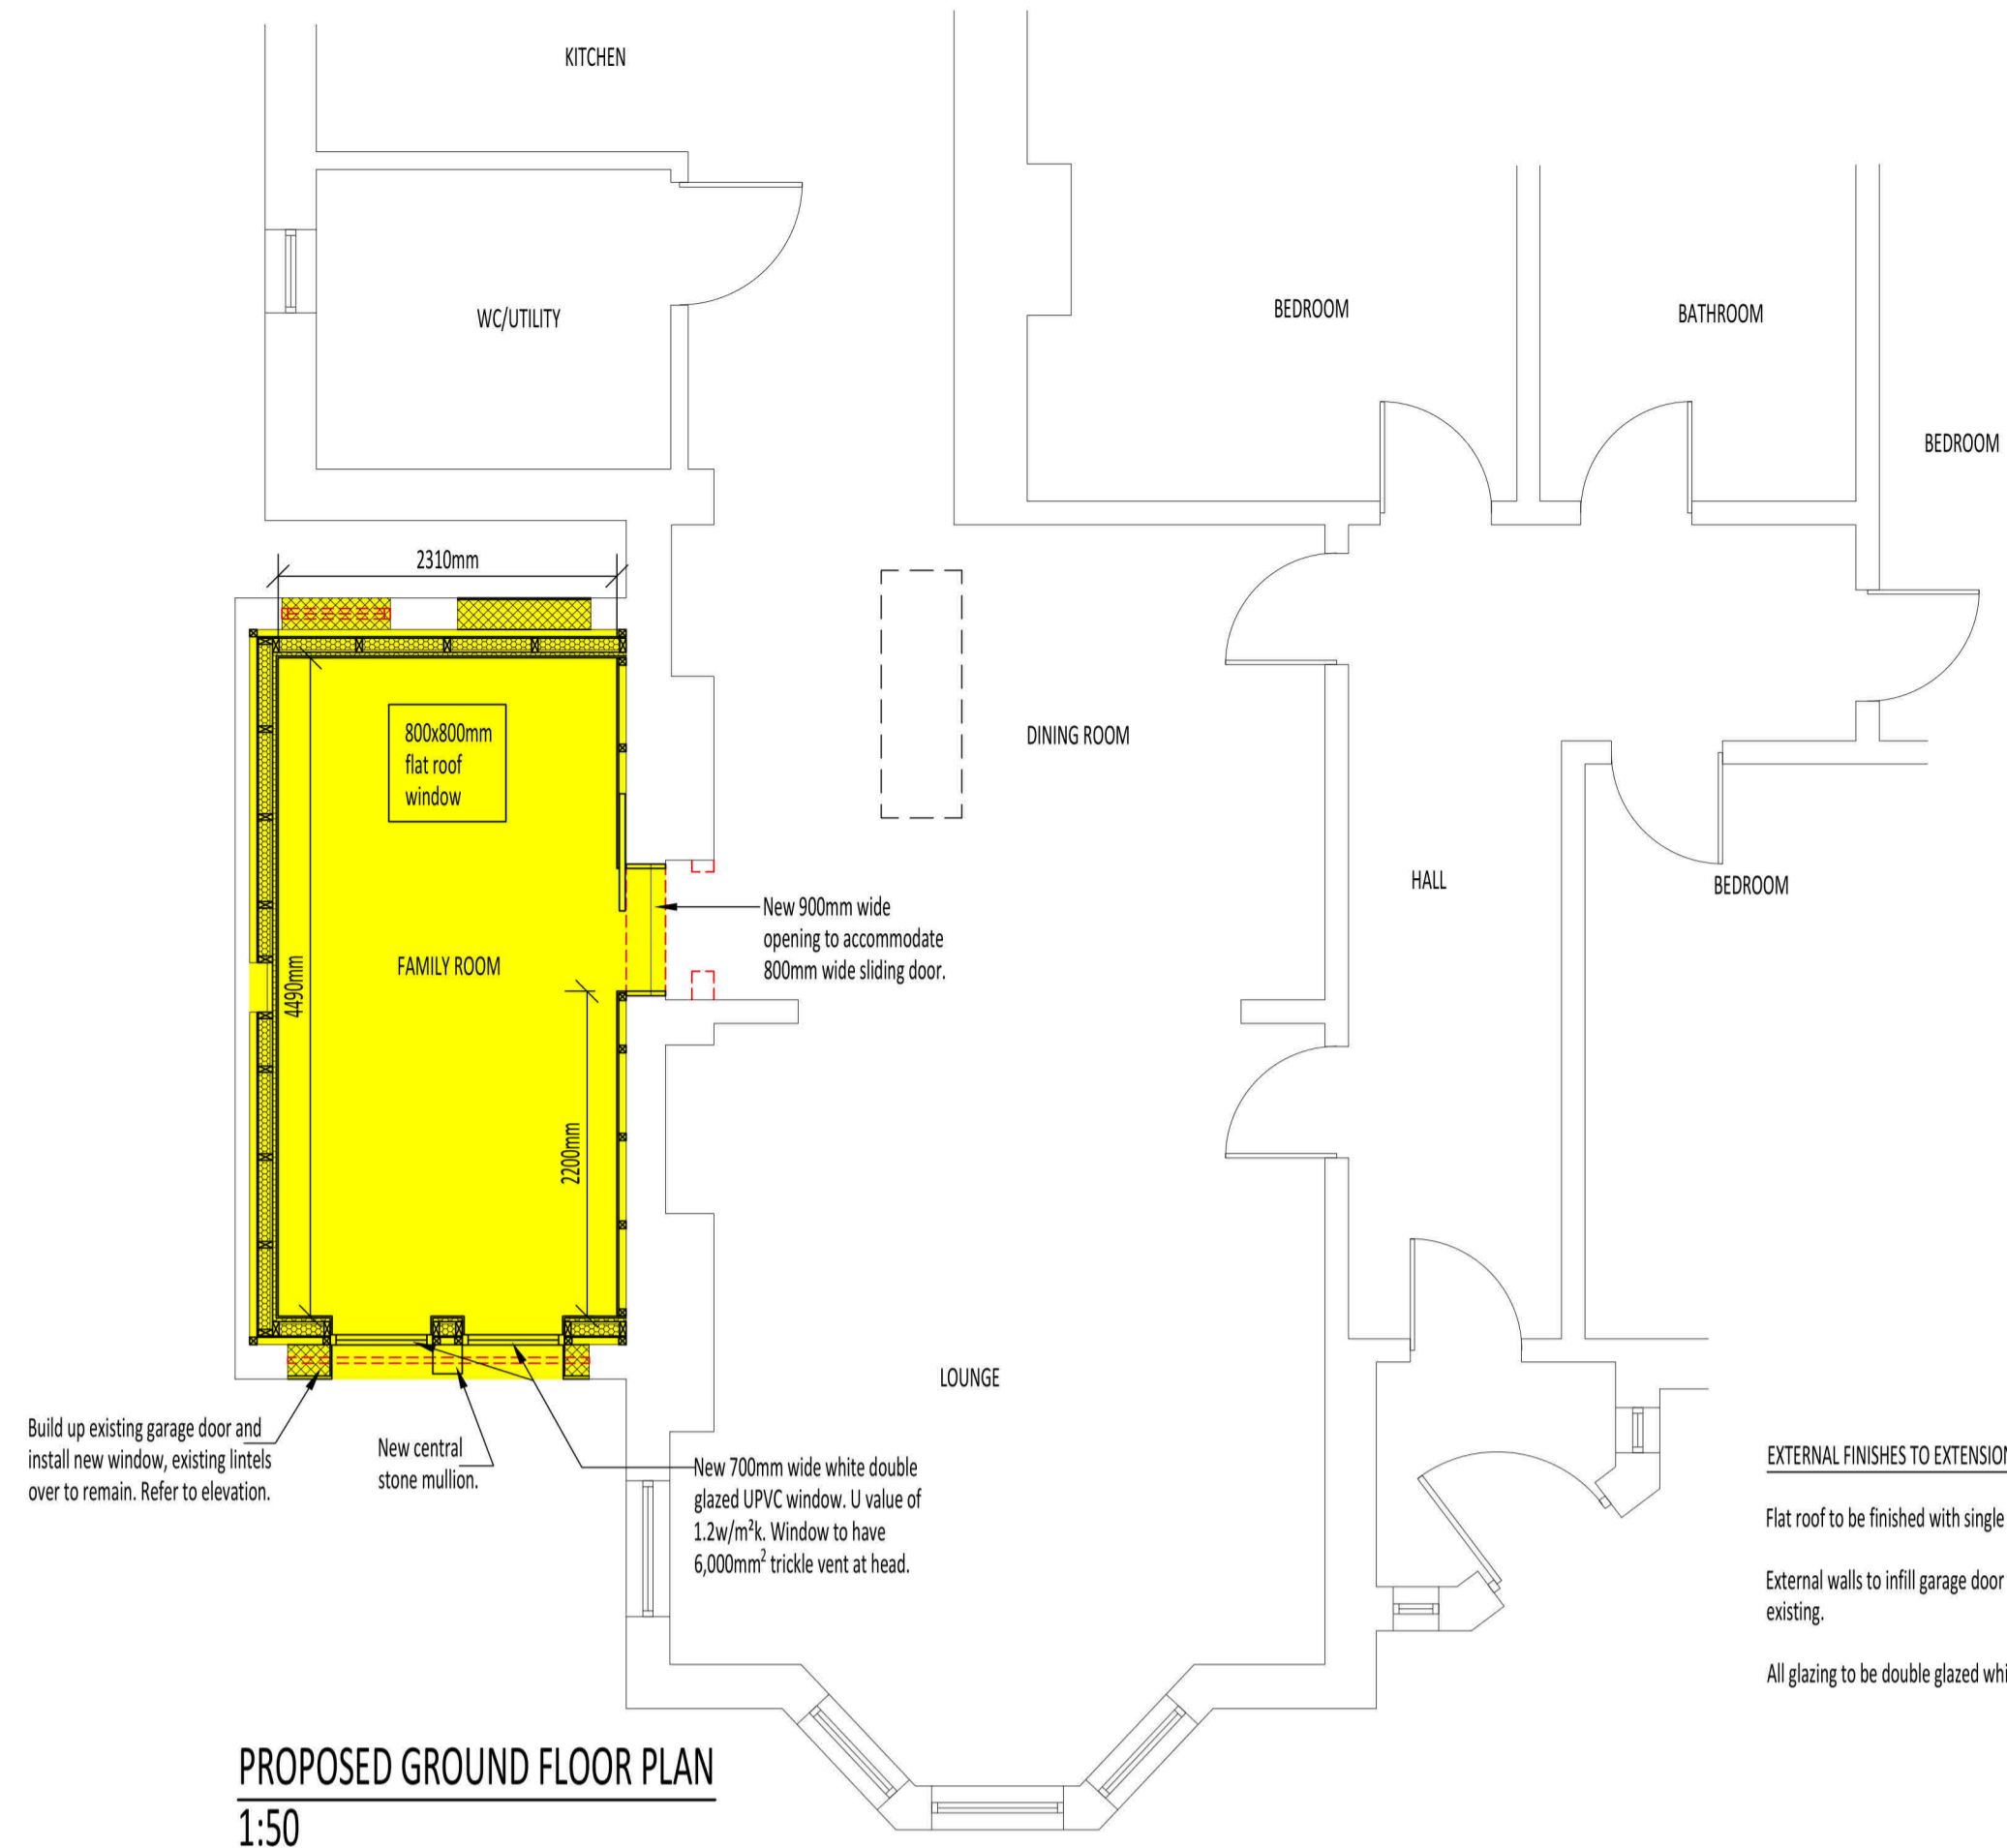 KITCHEN
WC/UTILITY
BEDROOM
BATHROOM
BEDROOM
2310mm
800x800mm
flat roof
window
DINING ROOM
New 900mm wide
opening to accommodate
800mm wide sliding door.
HALL
BEDROOM
FAMILY ROOM
4490mm
2200mm
LOUNGE
Build up existing garage door and
install new window, existing lintels
over to remain. Refer to elevation.
New central
stone mullion.
New 700mm wide white double
glazed UPVC window. U value of
1.2w/m²k. Window to have
6,000mm² trickle vent at head.
EXTERNAL FINISHES TO EXTENSION
Flat roof to be finished with single
External walls to infill garage door
existing.
All glazing to be double glazed whi
PROPOSED GROUND FLOOR PLAN
1:50